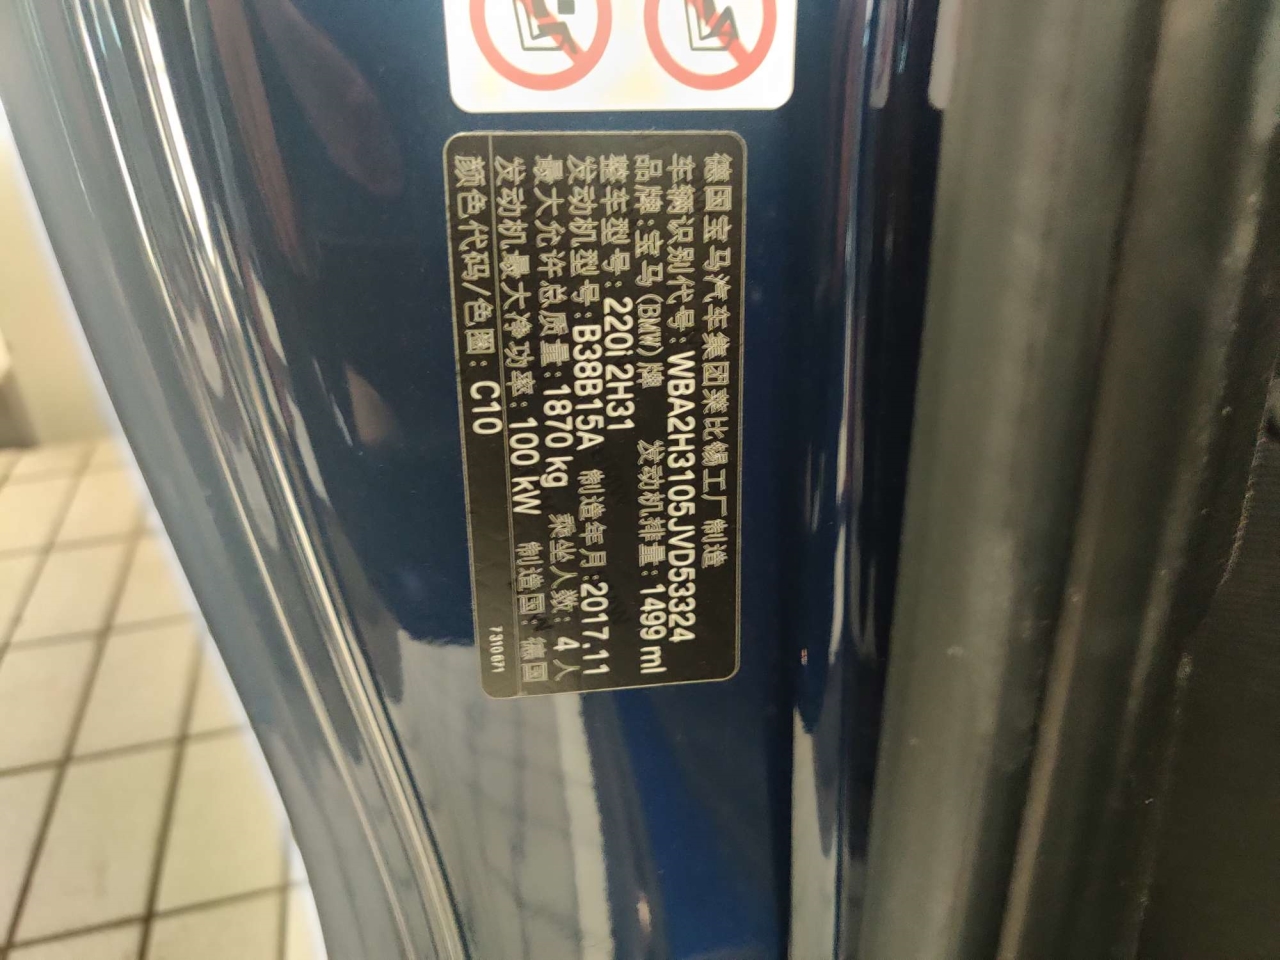 德国宝马汽车集团莱比锡工厂制造
车辆识别代号:WBA2H3105JVD53324
品牌:宝马(BMW)牌 发动机排量:1499 ml
整车型号:220i 2H31
发动机型号:B38B15A 制造年月:2017.11
最大允许总质量:1870 kg 乘坐人数:4 人
发动机最大净功率:100 kW 制造国:德国
颜色代码/色图:C10
7310671